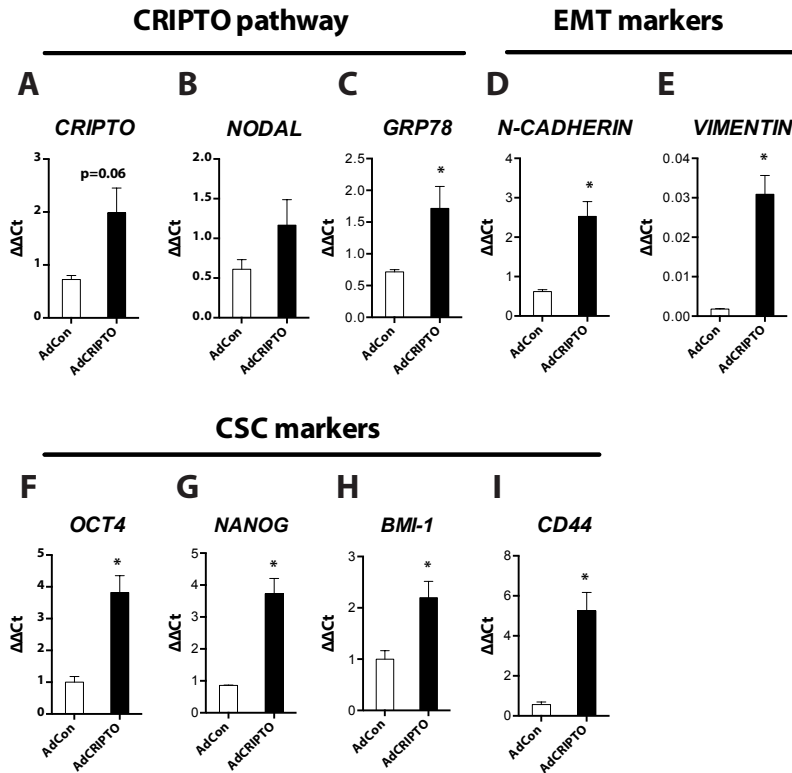 CRIPTO pathway
EMT markers
A
B
C
D
E
CRIPTO
NODAL
GRP78
N-CADHERIN
VIMENTIN
3
2
1
0
ΔΔCt
p=0.06
AdCon
AdCRIPTO
2.0
1.5
1.0
0.5
0.0
ΔΔCt
AdCon
AdCRIPTO
2.5
2.0
1.5
1.0
0.5
0.0
ΔΔCt
*
AdCon
AdCRIPTO
4
3
2
1
0
ΔΔCt
*
AdCon
AdCRIPTO
0.04
0.03
0.02
0.01
0.00
ΔΔCt
*
AdCon
AdCRIPTO
CSC markers
F
G
H
I
OCT4
NANOG
BMI-1
CD44
5
4
3
2
1
0
ΔΔCt
*
AdCon
AdCRIPTO
5
4
3
2
1
0
ΔΔCt
*
AdCon
AdCRIPTO
3
2
1
0
ΔΔCt
*
AdCon
AdCRIPTO
8
6
4
2
0
ΔΔCt
*
AdCon
AdCRIPTO